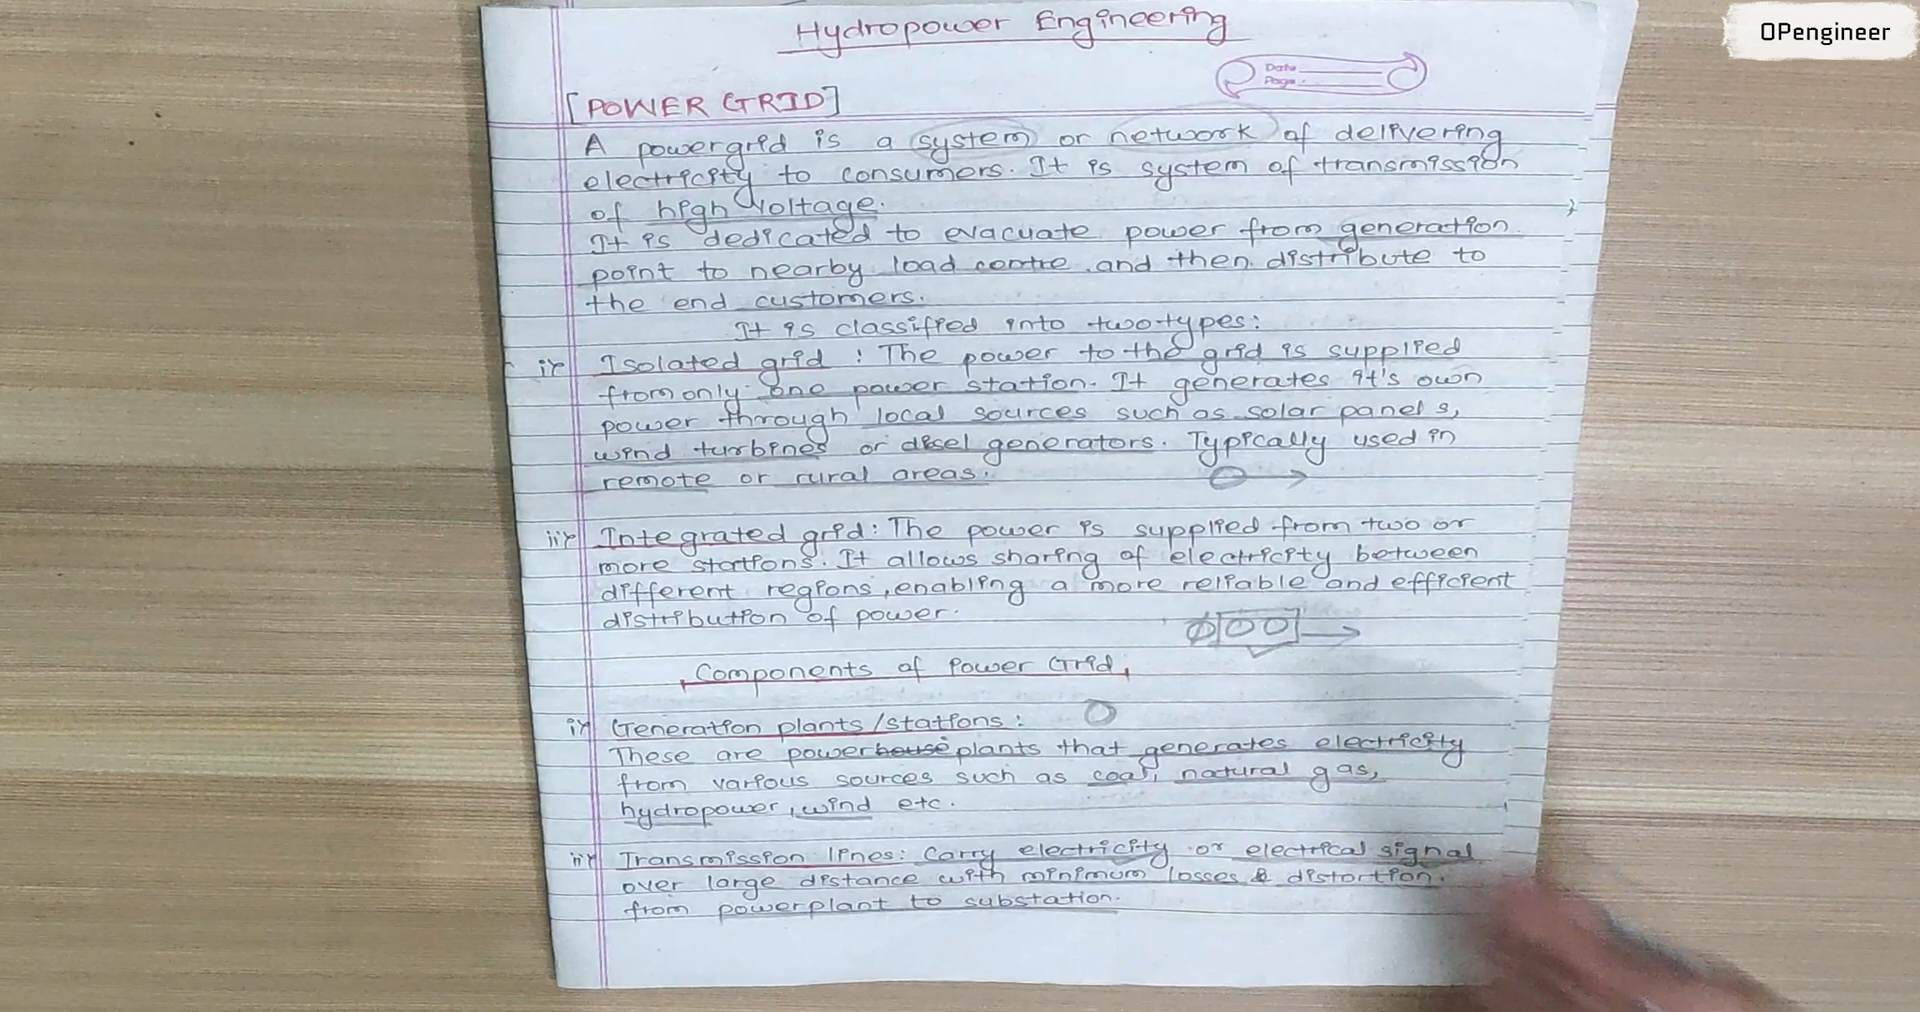 OPengineer
Hydropower Engineering
Date
Page
[POWER GRID]
A powergrid is a system or network of delivering
electricity to consumers. It is system of transmission
of high voltage.
It is dedicated to evacuate power from generation
point to nearby load centre and then distribute to
the end customers.
It is classified into two types:
i) Isolated grid : The power to the grid is supplied
from only one power station. It generates it's own
power through local sources such as solar panels,
wind turbines or disel generators. Typically used in
remote or rural areas.
ii) Integrated grid: The power is supplied from two or
more stations. It allows sharing of electricity between
different regions, enabling a more reliable and efficient
distribution of power.
Components of Power Grid
i) Generation plants/stations:
These are powerhouse plants that generates electricity
from various sources such as coal, natural gas,
hydropower, wind etc.
ii) Transmission lines: Carry electricity or electrical signal
over large distance with minimum losses & distortion.
from powerplant to substation.